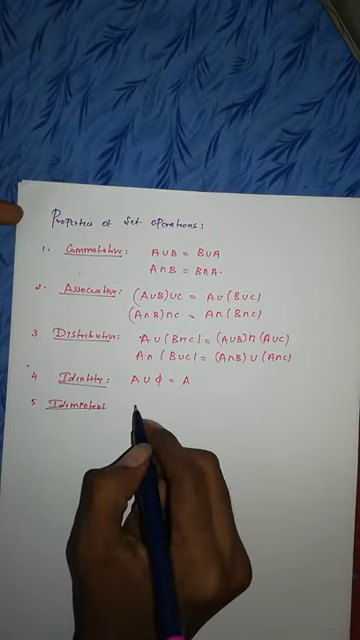 Properties of Set Operations:
1. Commutative: A∪B = B∪A
A∩B = B∩A.
2. Associative: (A∪B)∪C = A∪(B∪C)
(A∩B)∩C = A∩(B∩C)
3 Distributive: A∪(B∩C) = (A∪B)∩(A∪C)
A∩(B∪C) = (A∩B)∪(A∩C)
4 Identity: A∪ϕ = A
5 Idempotent